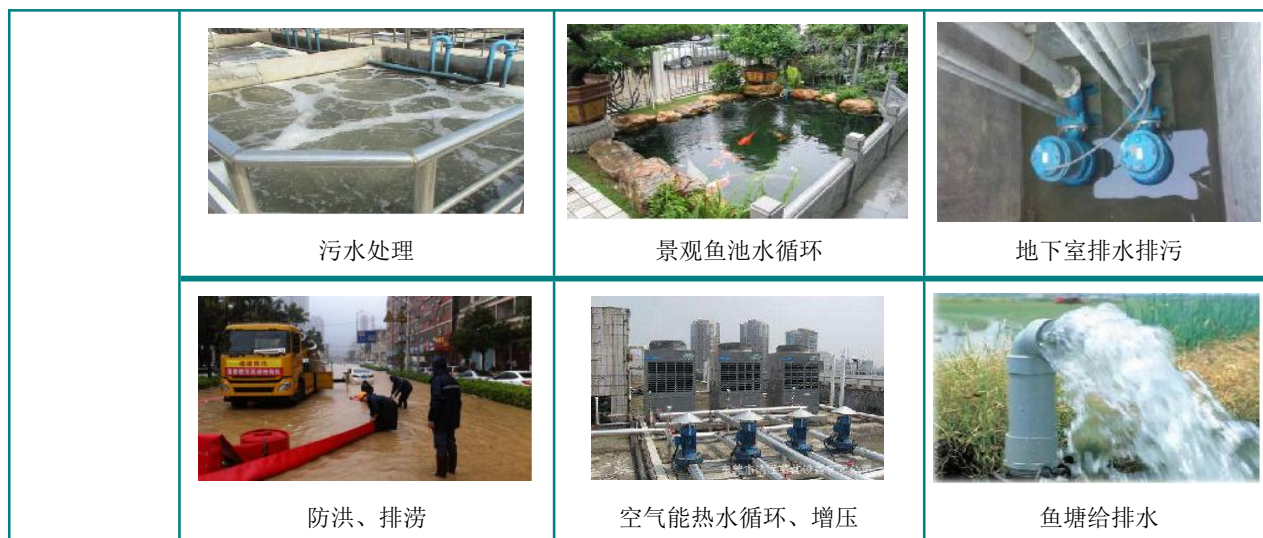 污水处理
景观鱼池水循环
地下室排水排污
防洪、排涝
空气能热水循环、增压
鱼塘给排水